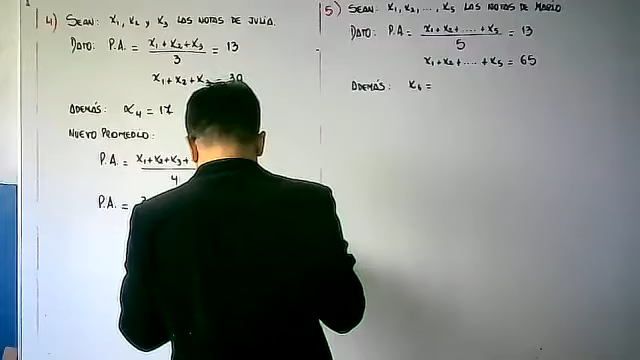 4) SEAN: x₁, x₂ y x₃ LAS NOTAS DE JULIA.
DATO: P.A. = (x₁ + x₂ + x₃)/3 = 13
x₁ + x₂ + x₃ = 39
ADEMÁS: x₄ = 17
NUEVO PROMEDIO:
P.A. = (x₁ + x₂ + x₃ +)/4
P.A. =
5) SEAN: x₁, x₂, ..., x₅ LAS NOTAS DE MARIO
DATO: P.A. = (x₁ + x₂ + .... + x₅)/5 = 13
x₁ + x₂ + .... + x₅ = 65
ADEMÁS: x₆ =